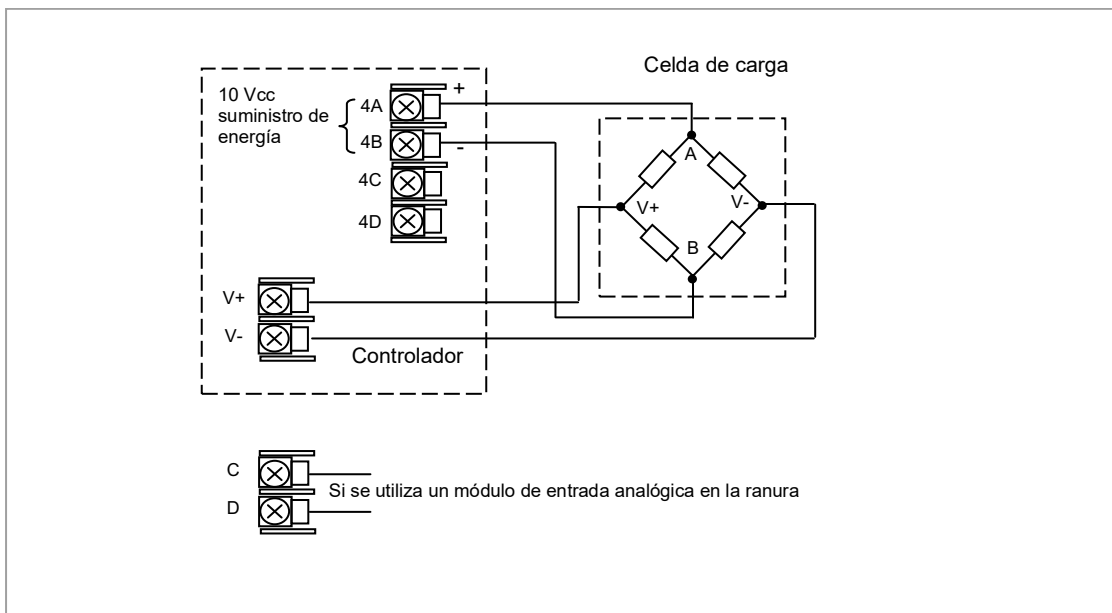 Celda de carga
10 Vcc
suministro de
energía
4A
+
4B
-
4C
4D
A
V+
V-
B
V+
V-
Controlador
C
D
Si se utiliza un módulo de entrada analógica en la ranura